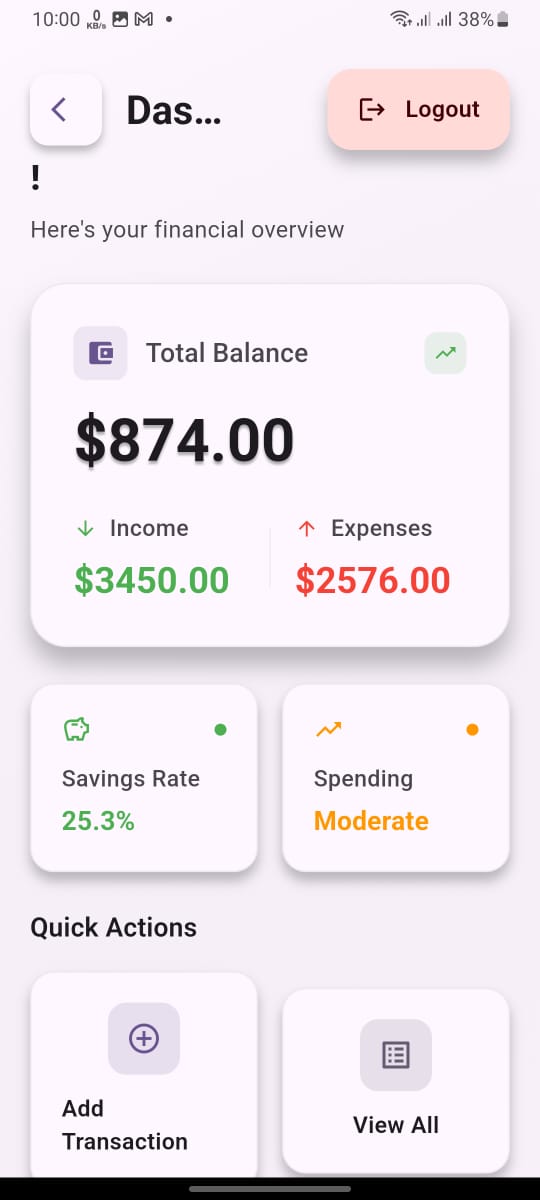 10:00 0 KB/s 38%
Das... Logout
!
Here's your financial overview
Total Balance
$874.00
Income Expenses
$3450.00 $2576.00
Savings Rate Spending
25.3% Moderate
Quick Actions
Add
Transaction View All